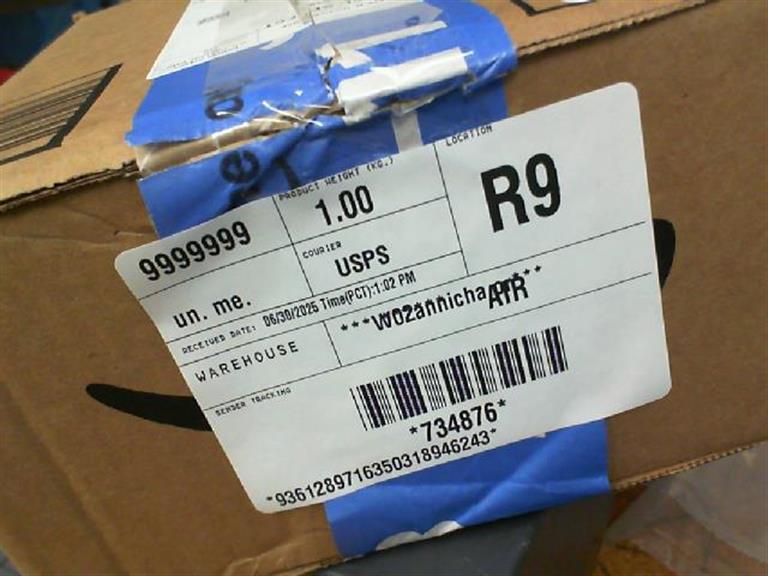 9999999
un. me.
PRODUCT WEIGHT (KG.)
1.00
COURIER
USPS
LOCATION
R9
RECEIVED DATE: 06/30/2025 Time(PCT):1:02 PM
WAREHOUSE
AIR
SENDER TRACKING
*734876*
*9361289716350318946243*